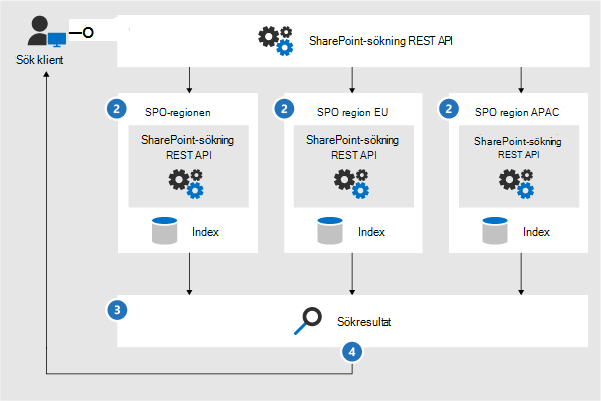 SharePoint-sökning REST API
Sök klient
2
SPO-regionen
SharePoint-sökning
REST API
Index
2
SPO region EU
SharePoint-sökning
REST API
Index
2
SPO region APAC
SharePoint-sökning
REST API
Index
3
Sökresultat
4